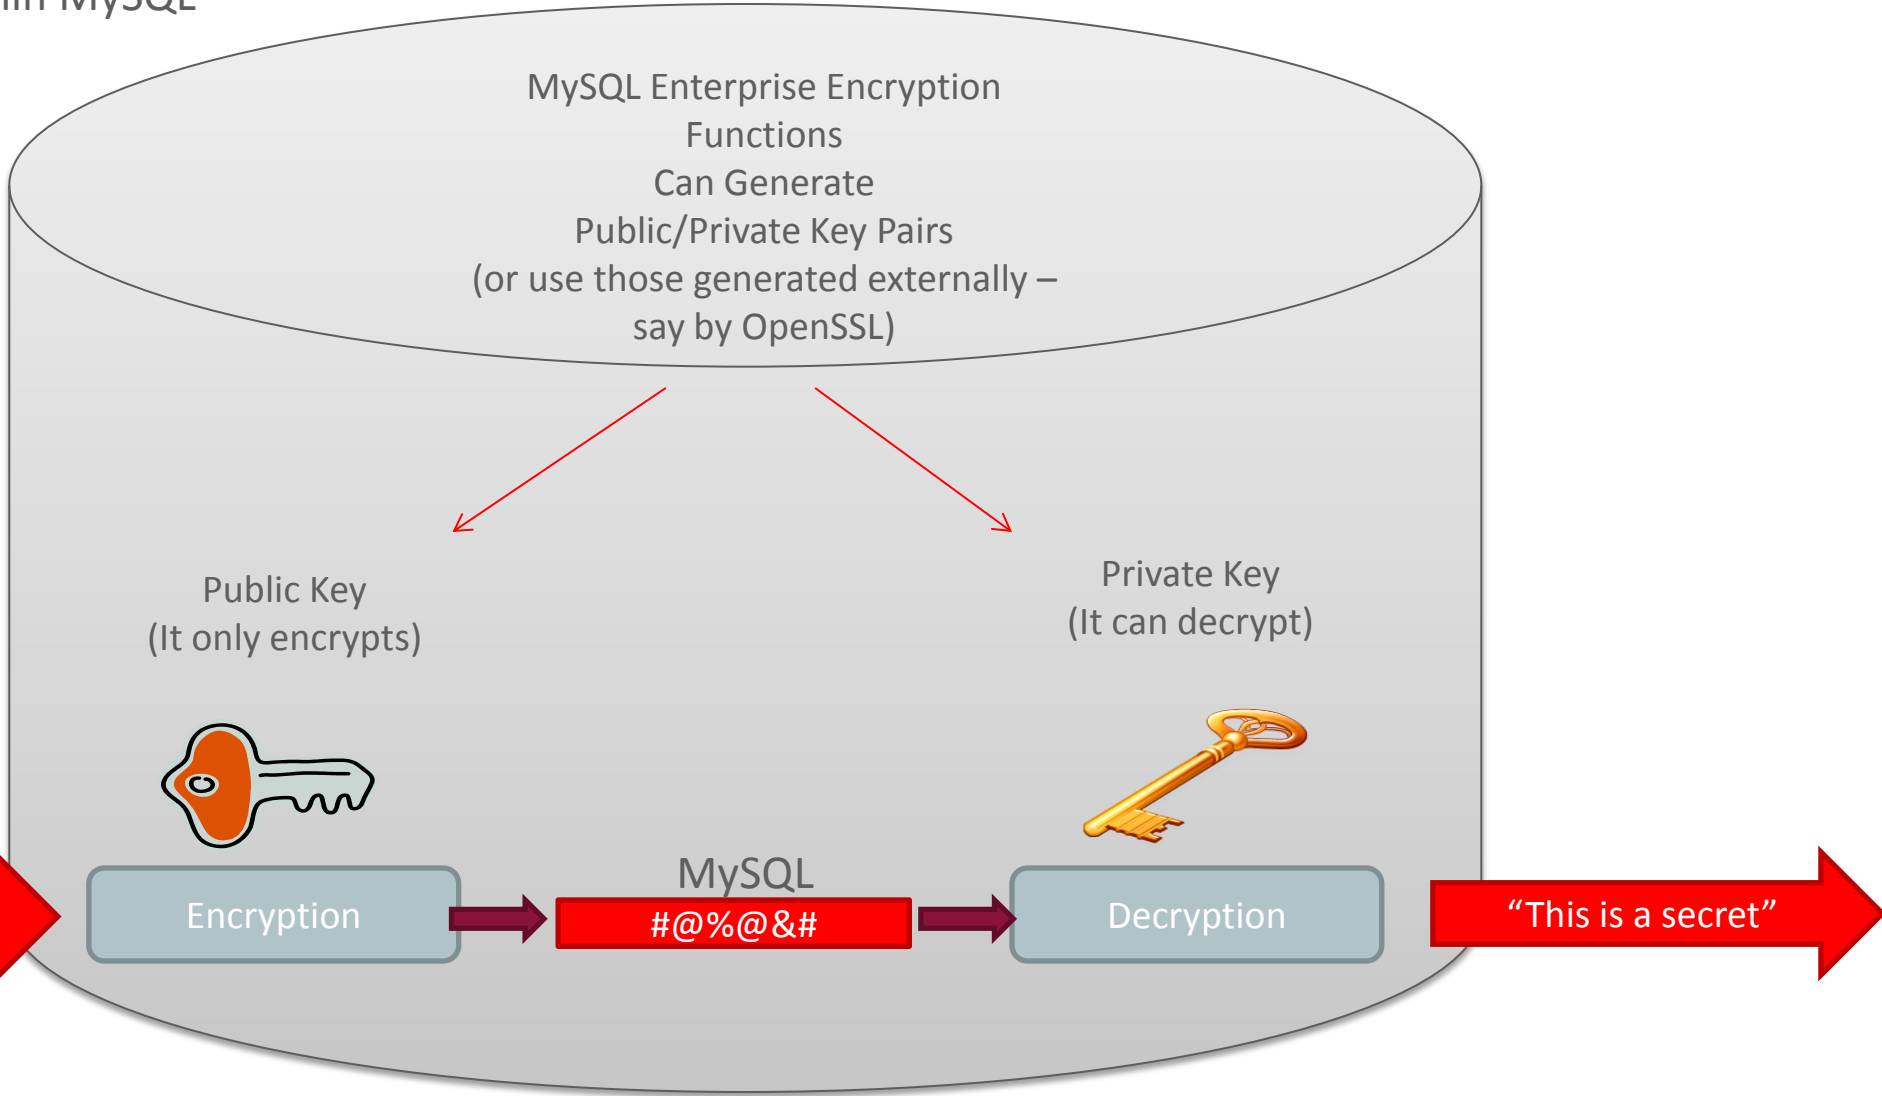 MySQL
MySQL Enterprise Encryption
Functions
Can Generate
Public/Private Key Pairs
(or use those generated externally –
say by OpenSSL)
Public Key
(It only encrypts)
Private Key
(It can decrypt)
MySQL
Encryption
#@%@&#
Decryption
“This is a secret”